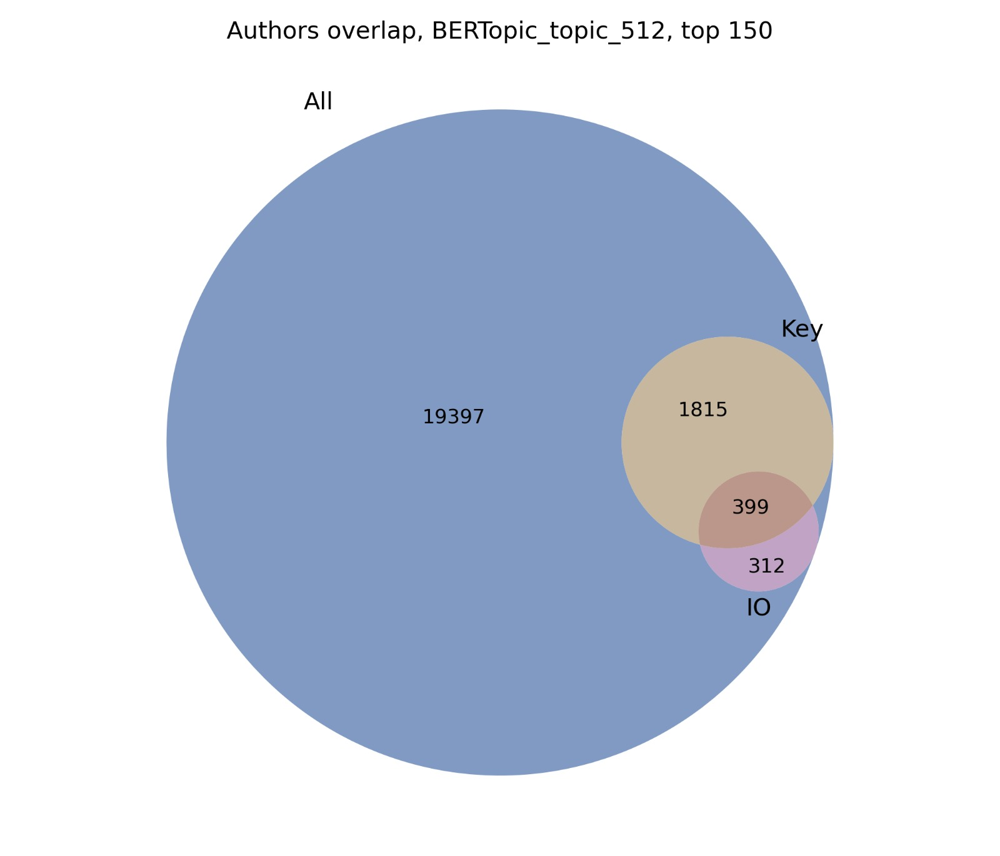 Authors overlap, BERTopic_topic_512, top 150
All
Key
1815
19397
399
312
IO